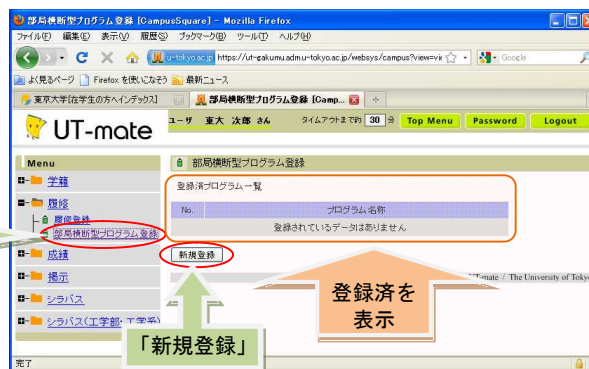 部局横断型プログラム登録 [CampusSquare] - Mozilla Firefox
ファイル(F) 編集(E) 表示(V) 履歴(S) ブックマーク(B) ツール(T) ヘルプ(H)
u-tokyo.ac.jp https://ut-gakumu.adm.u-tokyo.ac.jp/websys/campus?view=vie Google
よく見るページ Firefox を使いこなそう 最新ニュース
東京大学[在学生の方へインデックス] 部局横断型プログラム登録 [Camp...
UT-mate ユーザ 東大 次郎 さん タイムアウトまで約 30 分 Top Menu Password Logout
Menu
学籍
履修
履修登録
部局横断型プログラム登録
成績
掲示
シラバス
シラバス(工学部・工学系)
部局横断型プログラム登録
登録済プログラム一覧
No. プログラム名称
登録されているデータはありません
新規登録
UT-mate / The University of Tokyo
登録済を
表示
「新規登録」
完了